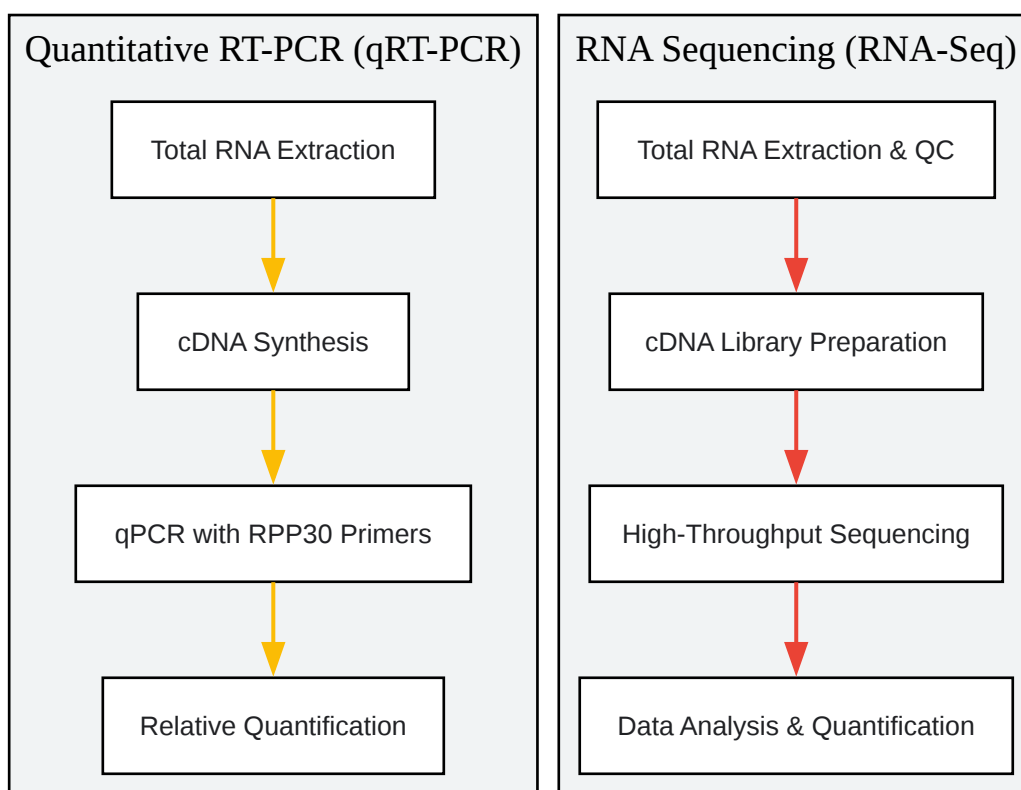 Quantitative RT-PCR (qRT-PCR)
Total RNA Extraction
cDNA Synthesis
qPCR with RPP30 Primers
Relative Quantification
RNA Sequencing (RNA-Seq)
Total RNA Extraction & QC
cDNA Library Preparation
High-Throughput Sequencing
Data Analysis & Quantification